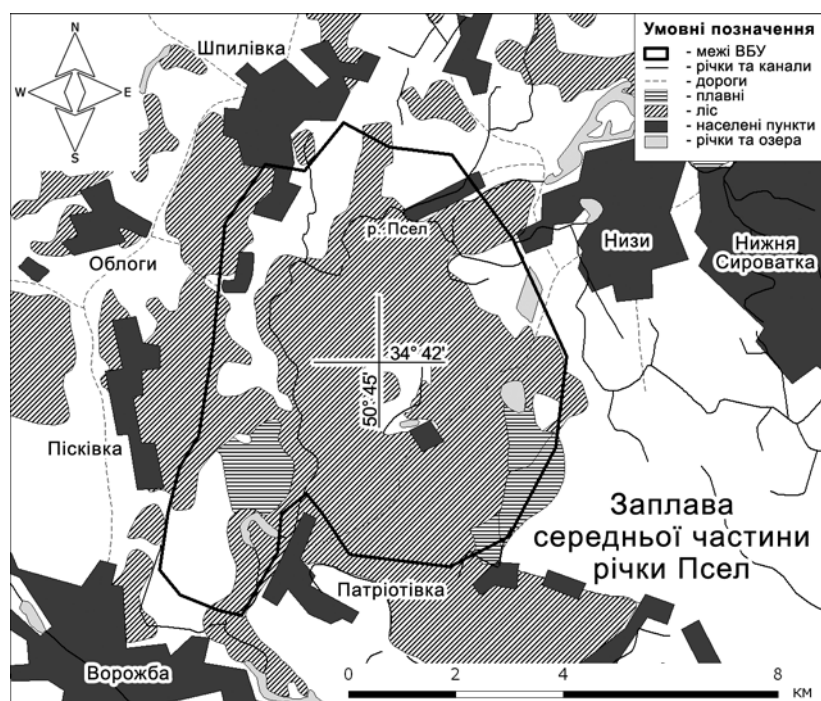 N
W
E
S
Шпилівка
Умовні позначення
- межі ВБУ
- річки та канали
- дороги
- плавні
- ліс
- населені пункти
- річки та озера
р. Псел
Облоги
Низи
Нижня
Сироватка
34° 42'
50° 45'
Пісківка
Заплава
середньої частини
річки Псел
Патріотівка
Ворожба
0 2 4 8
км